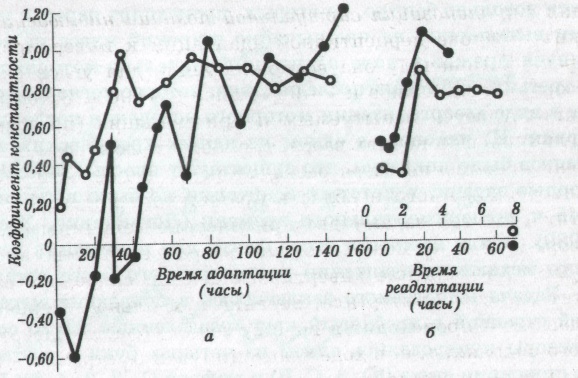 Коэффициент константности
1,20
1,00
0,80
0,60
0,40
0,20
0
-0,20
-0,40
-0,60
20 40 60 80 100 120 140 160
Время адаптации
(часы)
а
0 2 4 6 8
0 20 40 60
Время
реадаптации
(часы)
б